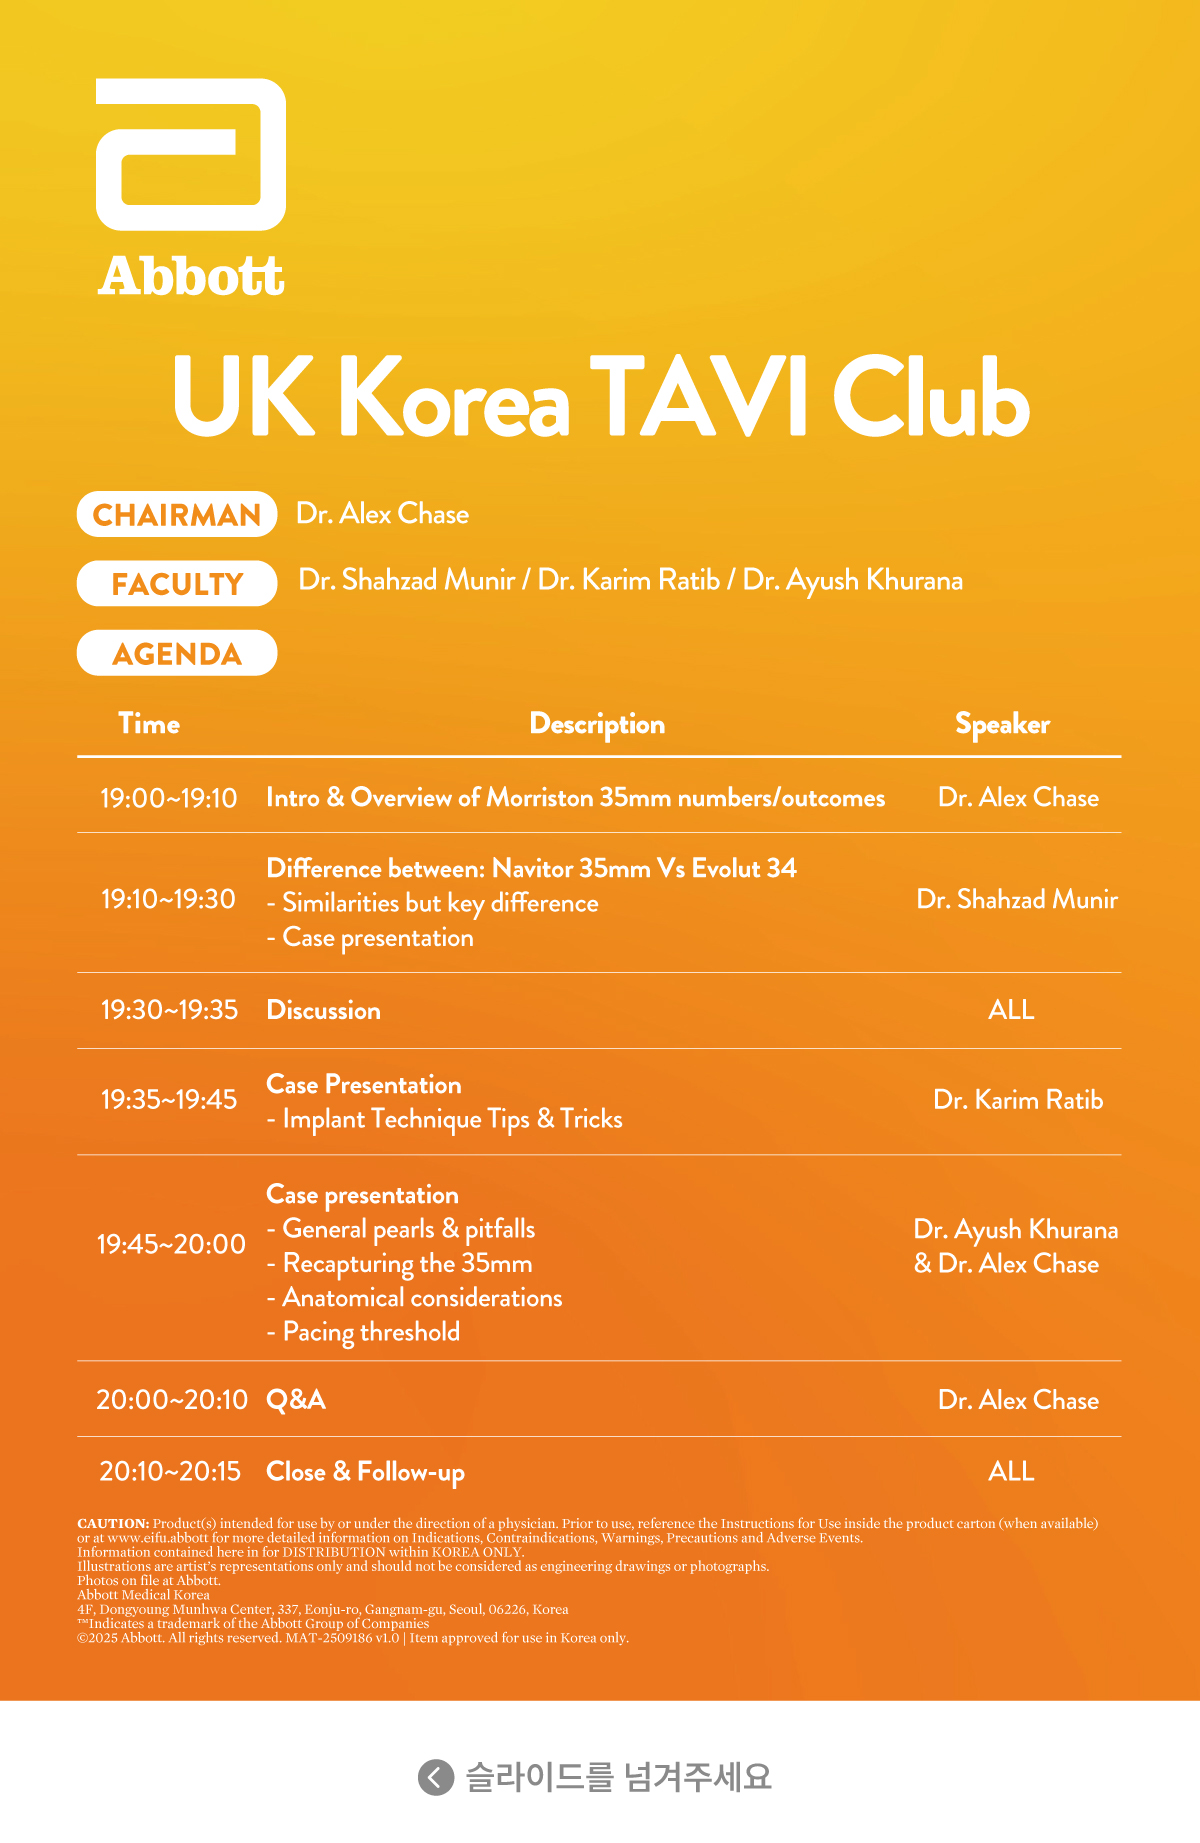 Abbott
UK Korea TAVI Club
CHAIRMAN Dr. Alex Chase
FACULTY Dr. Shahzad Munir / Dr. Karim Ratib / Dr. Ayush Khurana
AGENDA
Time Description Speaker
19:00~19:10 Intro & Overview of Morriston 35mm numbers/outcomes Dr. Alex Chase
19:10~19:30 Difference between: Navitor 35mm Vs Evolut 34
- Similarities but key difference
- Case presentation
Dr. Shahzad Munir
19:30~19:35 Discussion ALL
19:35~19:45 Case Presentation
- Implant Technique Tips & Tricks
Dr. Karim Ratib
19:45~20:00 Case presentation
- General pearls & pitfalls
- Recapturing the 35mm
- Anatomical considerations
- Pacing threshold
Dr. Ayush Khurana
& Dr. Alex Chase
20:00~20:10 Q&A Dr. Alex Chase
20:10~20:15 Close & Follow-up ALL
CAUTION: Product(s) intended for use by or under the direction of a physician. Prior to use, reference the Instructions for Use inside the product carton (when available)
or at www.eifu.abbott for more detailed information on Indications, Contraindications, Warnings, Precautions and Adverse Events.
Information contained here in for DISTRIBUTION within KOREA ONLY.
Illustrations are artist's representations only and should not be considered as engineering drawings or photographs.
Photos on file at Abbott.
Abbott Medical Korea
4F, Dongyoung Munhwa Center, 337, Eonju-ro, Gangnam-gu, Seoul, 06226, Korea
™Indicates a trademark of the Abbott Group of Companies
©2025 Abbott. All rights reserved. MAT-2509186 v1.0 | Item approved for use in Korea only.
슬라이드를 넘겨주세요